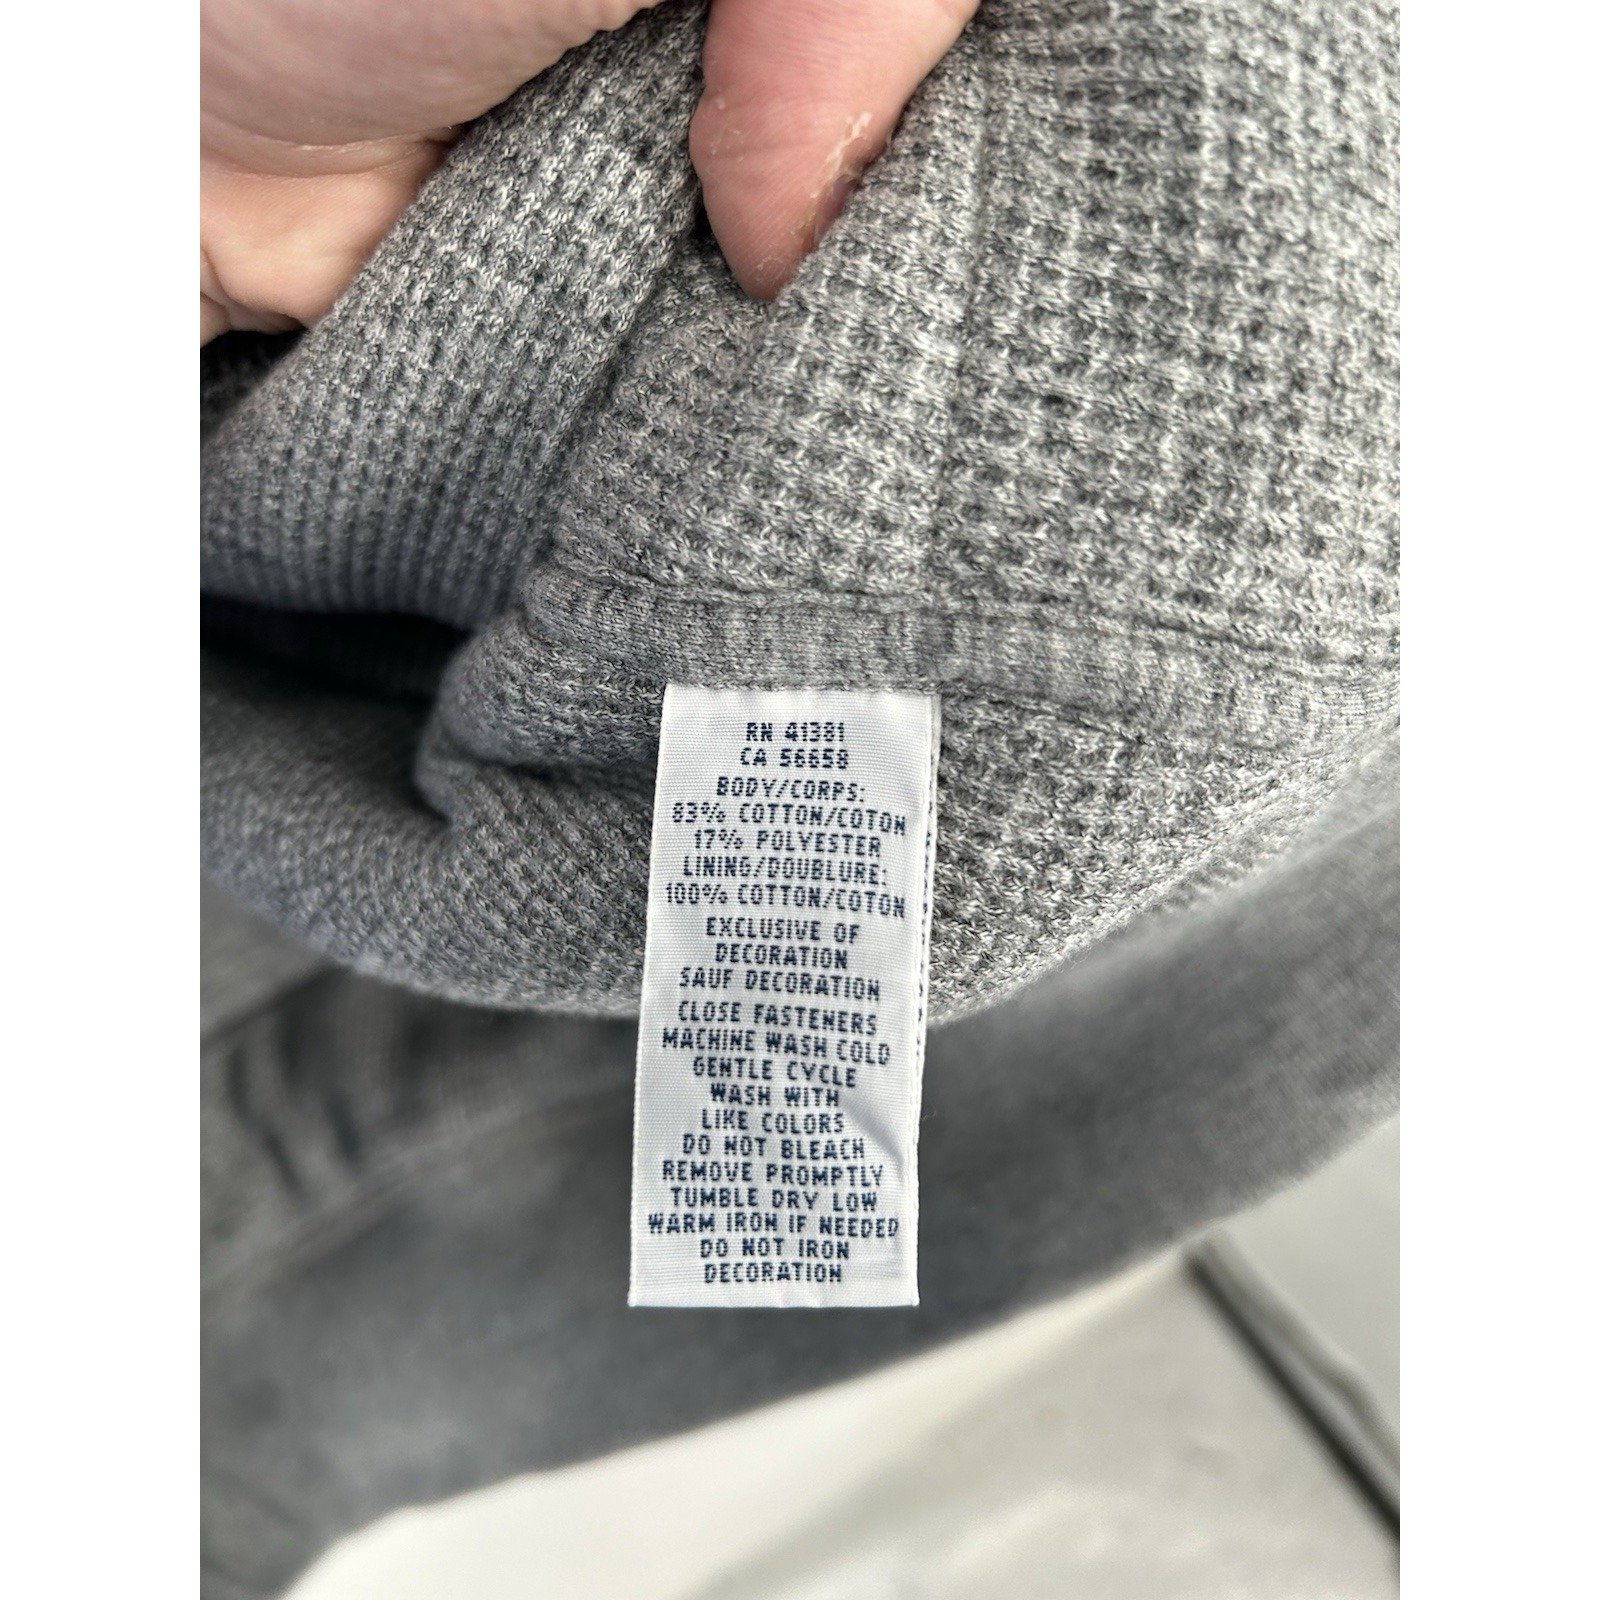 RN 41381
CA 56658
BODY/CORPS:
83% COTTON/COTON
17% POLYESTER
LINING/DOUBLURE:
100% COTTON/COTON
EXCLUSIVE OF
DECORATION
SAUF DECORATION
CLOSE FASTENERS
MACHINE WASH COLD
GENTLE CYCLE
WASH WITH
LIKE COLORS
DO NOT BLEACH
REMOVE PROMPTLY
TUMBLE DRY LOW
WARM IRON IF NEEDED
DO NOT IRON
DECORATION